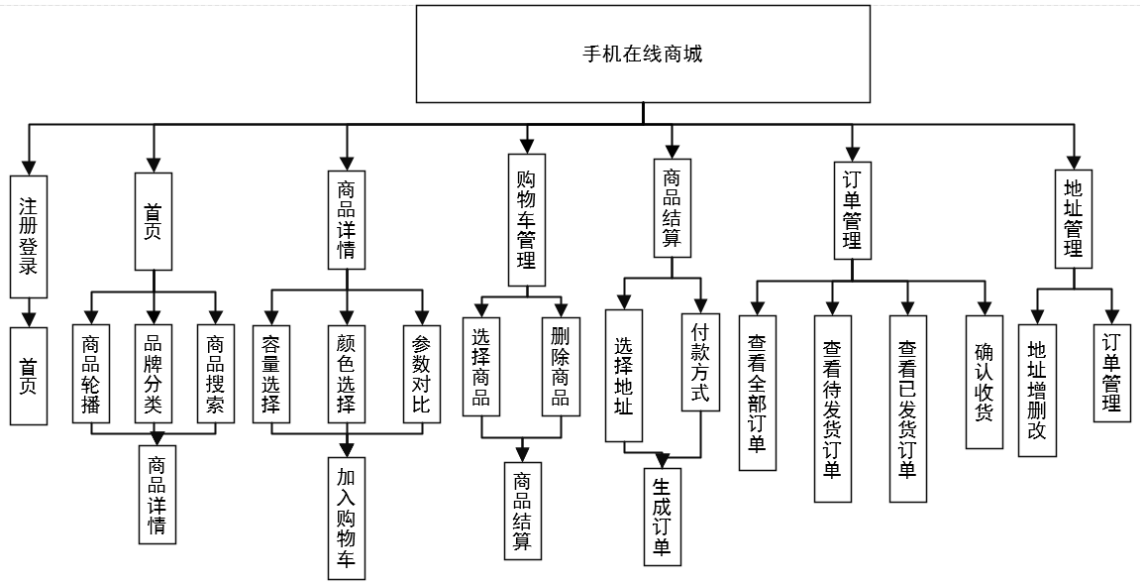 手机在线商城
注册登录
首页
商品详情
购物车管理
商品结算
订单管理
地址管理
首页
商品轮播
品牌分类
商品搜索
容量选择
颜色选择
参数对比
选择商品
删除商品
选择地址
付款方式
查看全部订单
查看待发货订单
查看已发货订单
确认收货
地址增删改
订单管理
商品详情
加入购物车
商品结算
生成订单